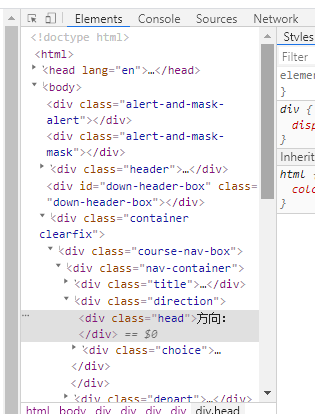 Elements Console Sources Network
<!doctype html>
<html>
<head lang="en">…</head>
<body>
<div class="alert-and-mask-
alert"></div>
<div class="alert-and-mask-
mask"></div>
<div class="header">…</div>
<div id="down-header-box" class=
"down-header-box"></div>
<div class="container
clearfix">
<div class="course-nav-box">
<div class="nav-container">
<div class="title">…</div>
<div class="direction">
<div class="head">方向:
</div> == $0
<div class="choice">…
</div>
</div>
<div class="depart">…</div>
html body div div div div div.head
Styles
Filter
elemen
}
div {
disp
}
Inherit
html {
colo
}